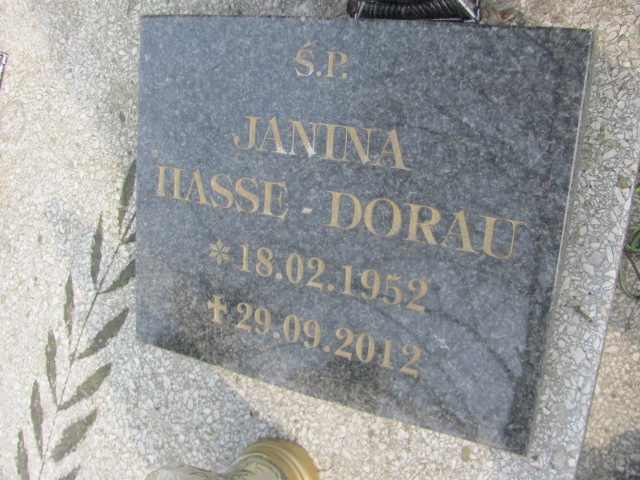 Ś.P.
JANINA
HASSE - DORAU
* 18.02.1952
✝ 29.09.2012